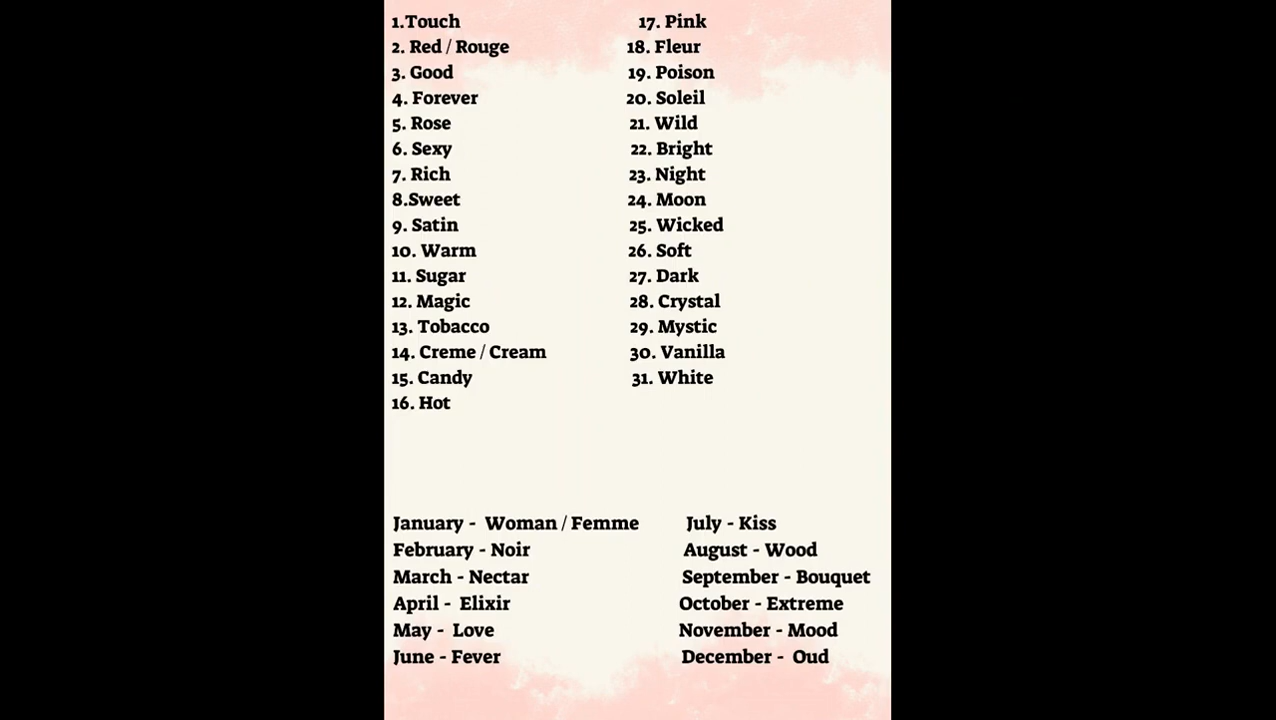 1.Touch
2. Red / Rouge
3. Good
4. Forever
5. Rose
6. Sexy
7. Rich
8.Sweet
9. Satin
10. Warm
11. Sugar
12. Magic
13. Tobacco
14. Creme / Cream
15. Candy
16. Hot
17. Pink
18. Fleur
19. Poison
20. Soleil
21. Wild
22. Bright
23. Night
24. Moon
25. Wicked
26. Soft
27. Dark
28. Crystal
29. Mystic
30. Vanilla
31. White
January - Woman / Femme
February - Noir
March - Nectar
April - Elixir
May - Love
June - Fever
July - Kiss
August - Wood
September - Bouquet
October - Extreme
November - Mood
December - Oud